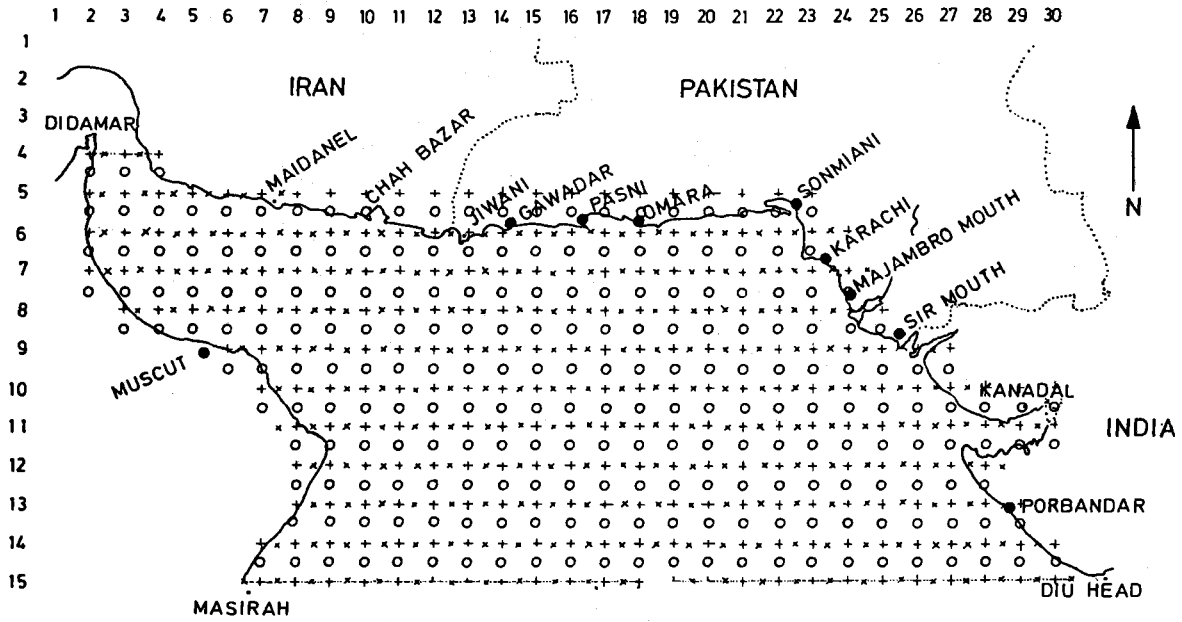 1 2 3 4 5 6 7 8 9 10 11 12 13 14 15 16 17 18 19 20 21 22 23 24 25 26 27 28 29 30
1
2
3
4
5
6
7
8
9
10
11
12
13
14
15
IRAN
PAKISTAN
DIDAMAR
MAIDANEL
CHAH BAZAR
JIWANI
GAWADAR
PASNI
OMARA
SONMIANI
KARACHI
MAJAMBRO MOUTH
SIR MOUTH
N
MUSCUT
KANADAL
INDIA
PORBANDAR
DIU HEAD
MASIRAH